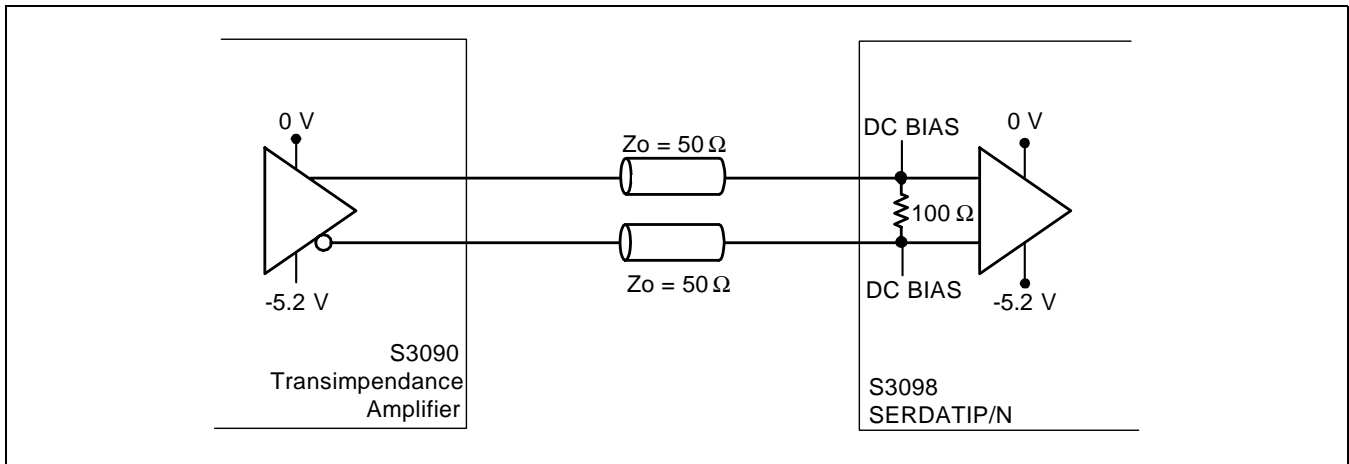 0 V
-5.2 V
S3090
Transimpendance
Amplifier
Zo = 50 Ω
Zo = 50 Ω
DC BIAS
0 V
100 Ω
DC BIAS
-5.2 V
S3098
SERDATIP/N